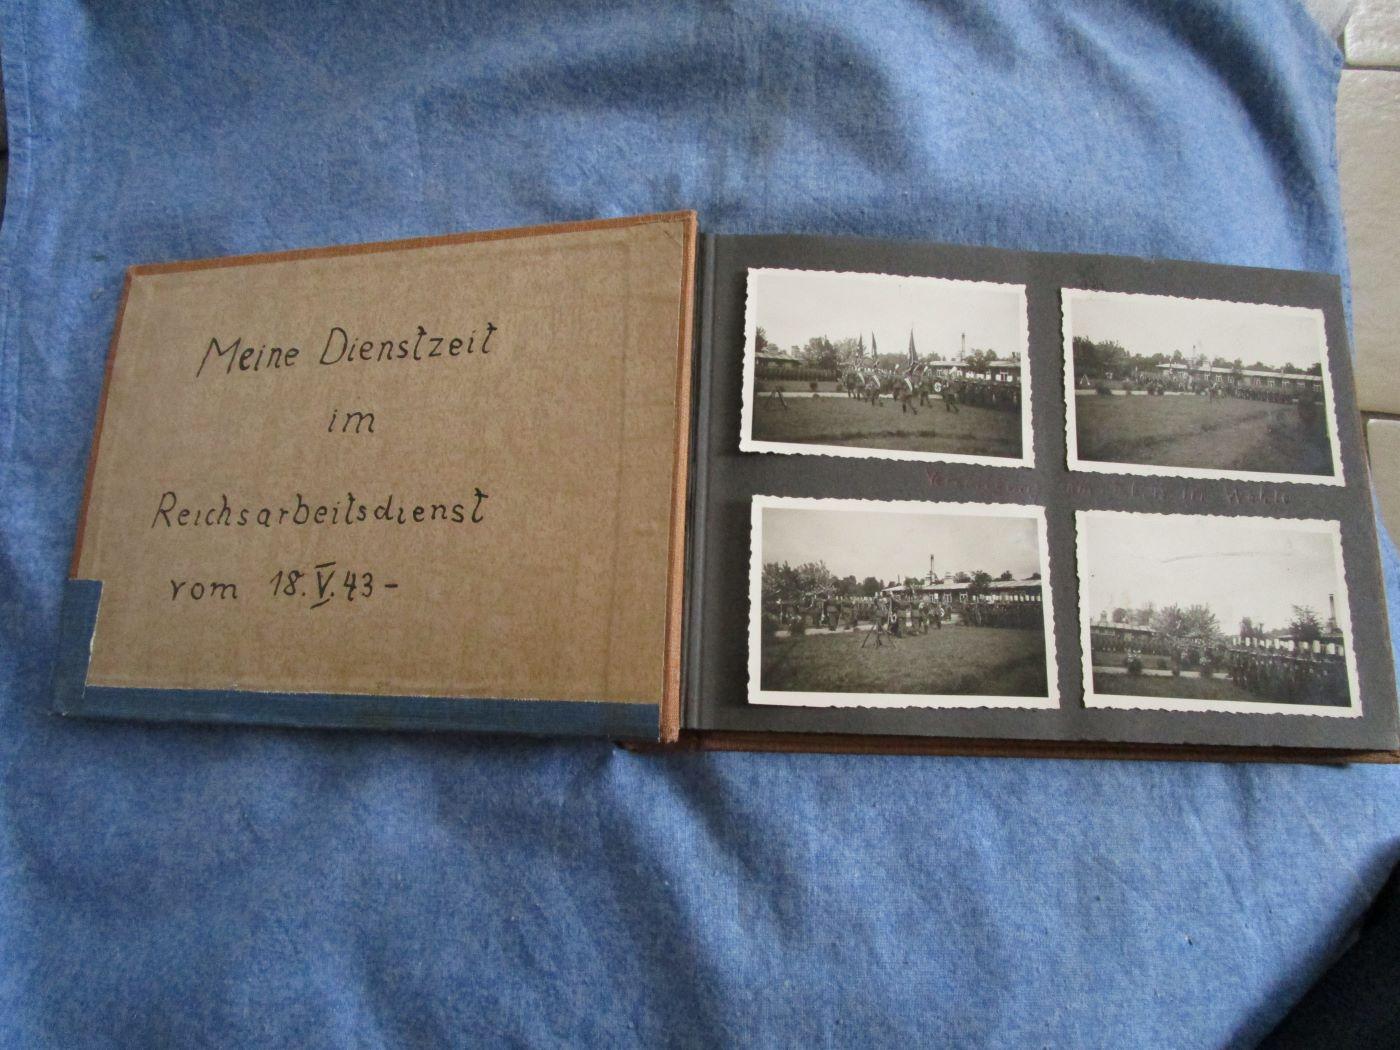 Meine Dienstzeit
im
Reichsarbeitsdienst
vom 18.V.43-